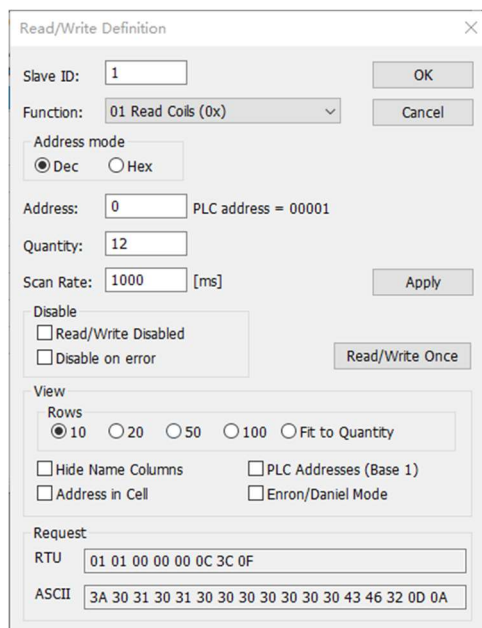 Read/Write Definition
Slave ID: 1 OK
Function: 01 Read Coils (0x) Cancel
Address mode
Dec Hex
Address: 0 PLC address = 00001
Quantity: 12
Scan Rate: 1000 [ms] Apply
Disable
Read/Write Disabled
Disable on error
Read/Write Once
View
Rows
10 20 50 100 Fit to Quantity
Hide Name Columns PLC Addresses (Base 1)
Address in Cell Enron/Daniel Mode
Request
RTU 01 01 00 00 00 0C 3C 0F
ASCII 3A 30 31 30 31 30 30 30 30 30 30 30 43 46 32 0D 0A